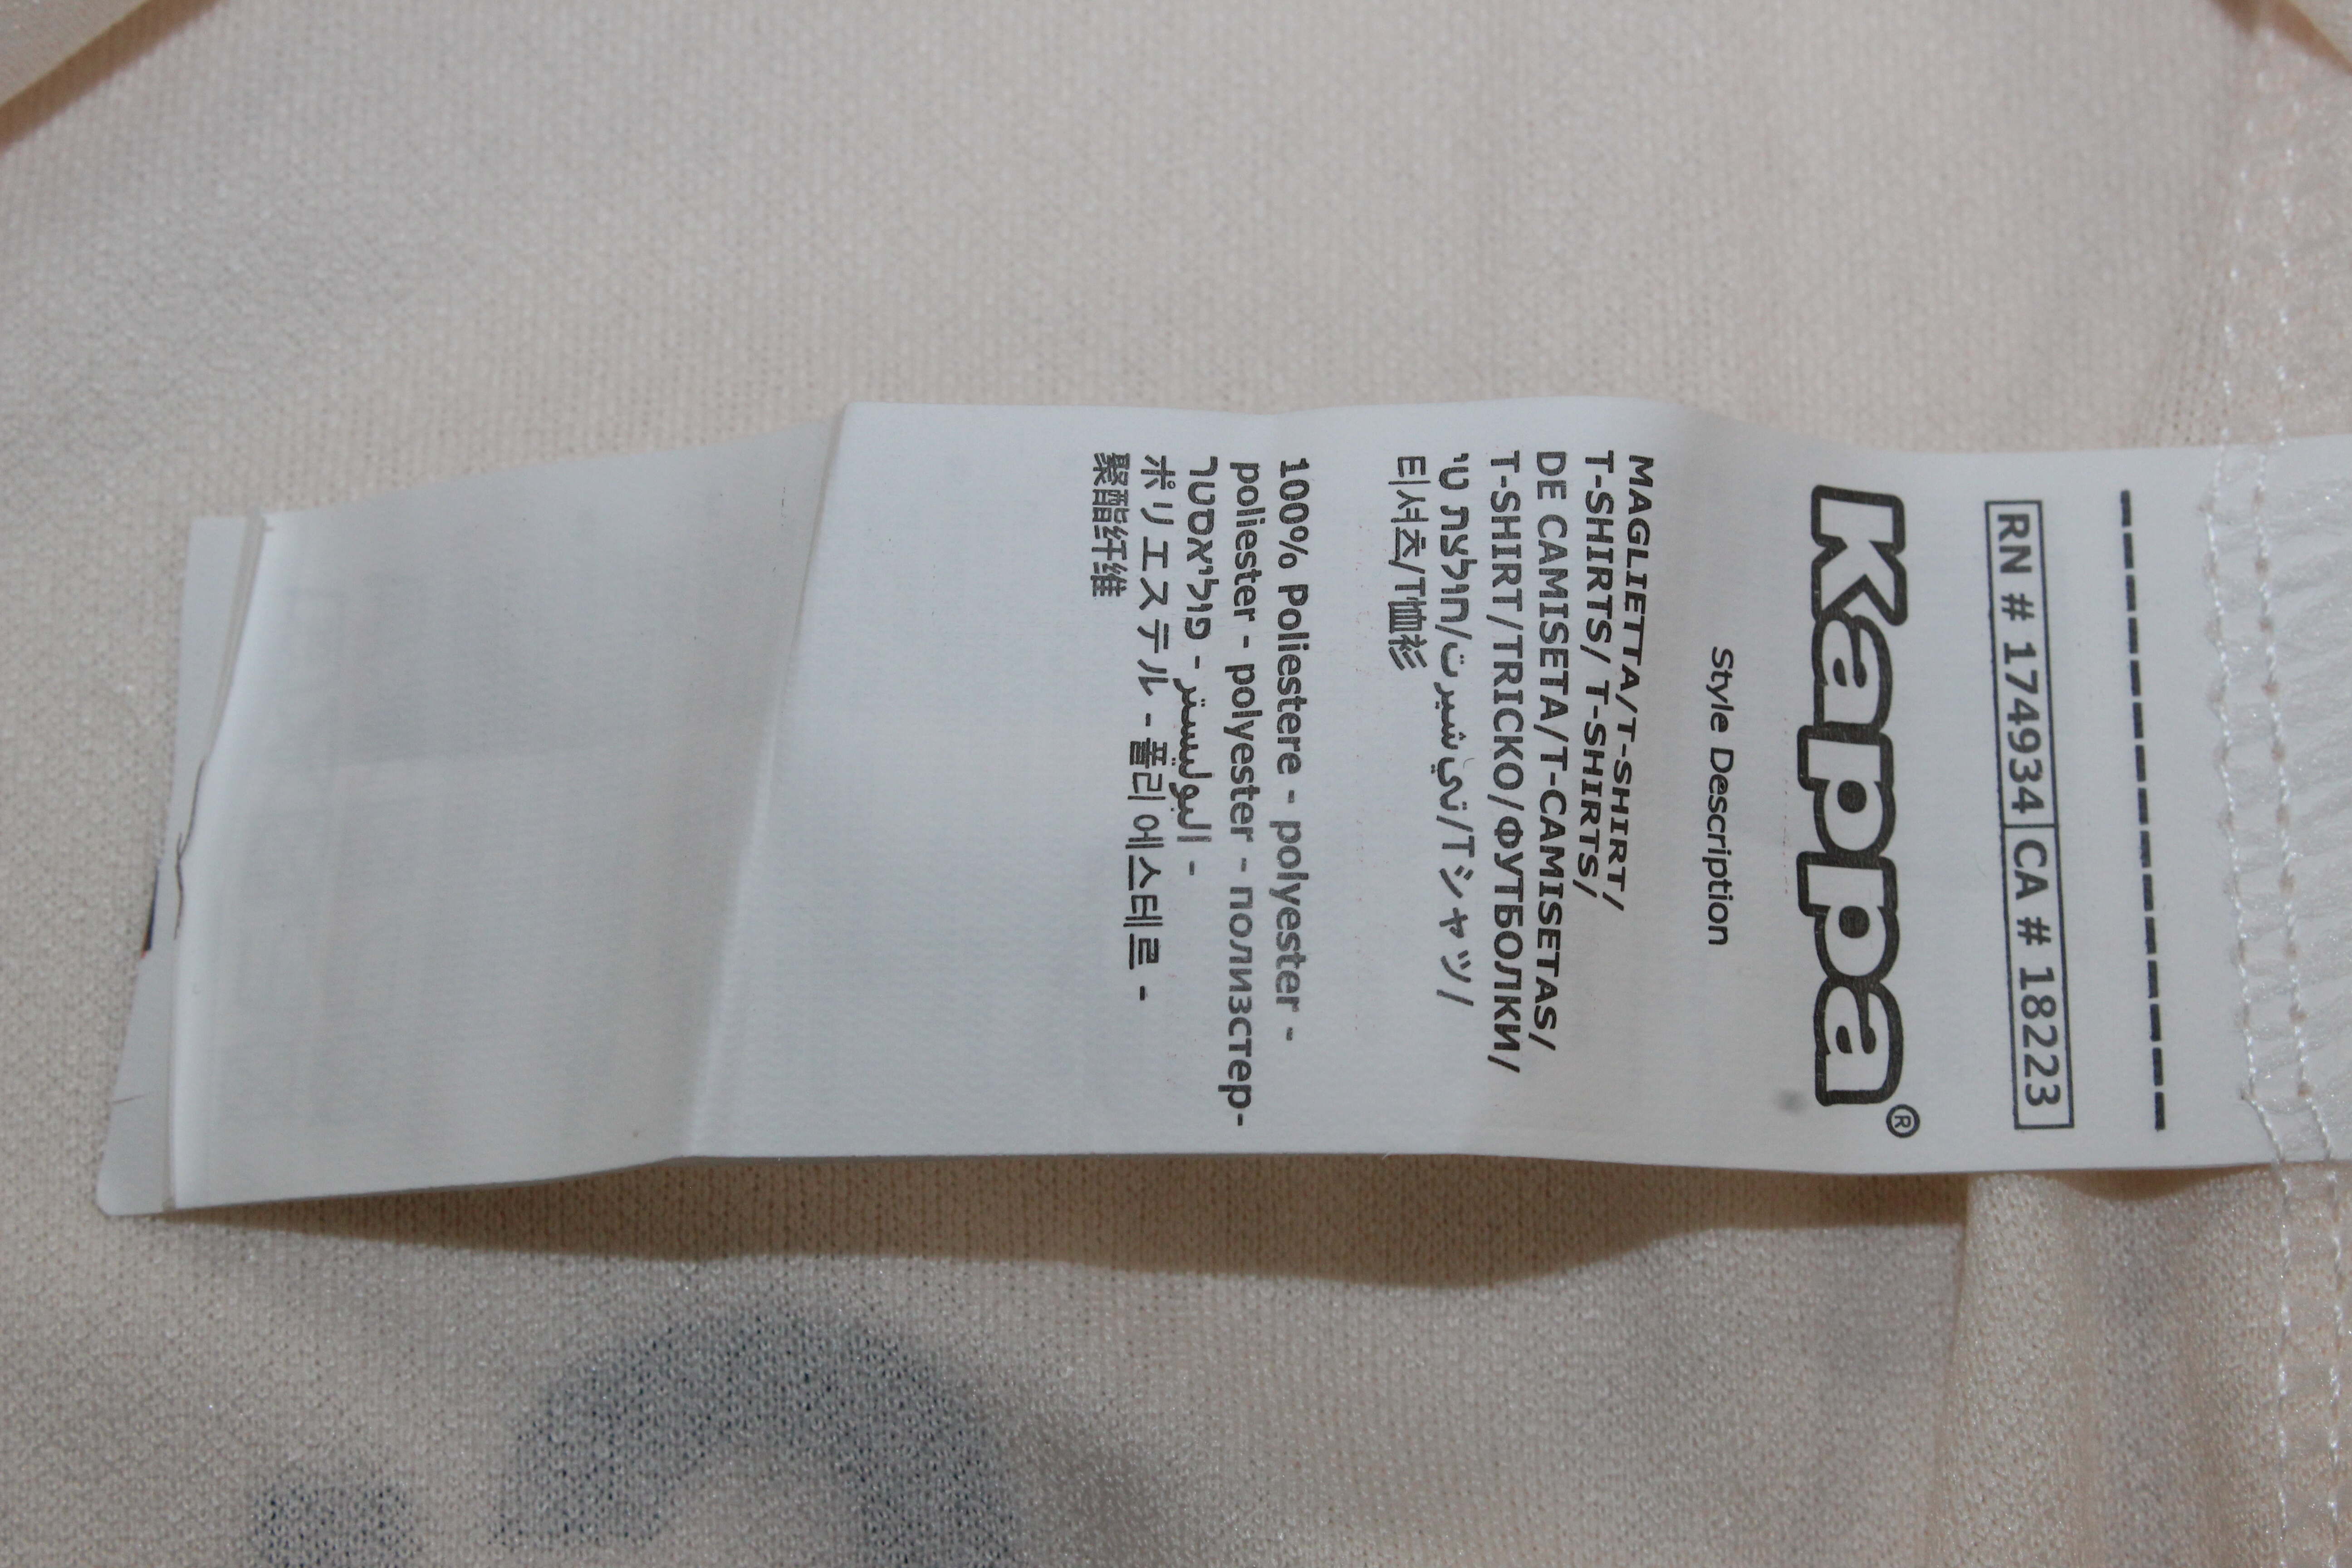 RN # 174934 CA # 18223
Kappa®
Style Description
MAGLIETTA/T-SHIRT/
T-SHIRTS/ T-SHIRTS/
DE CAMISETA/T-CAMISETAS/
T-SHIRT/TRICKO/ФУТБОЛКИ/
חולצת טי/تي شيرت/Tシャツ/
티셔츠/T恤衫
100% Poliestere - polyester -
poliester - polyester - полизстер-
פוליאסטר - البوليستر -
ポリエステル - 폴리에스테르 -
聚酯纤维